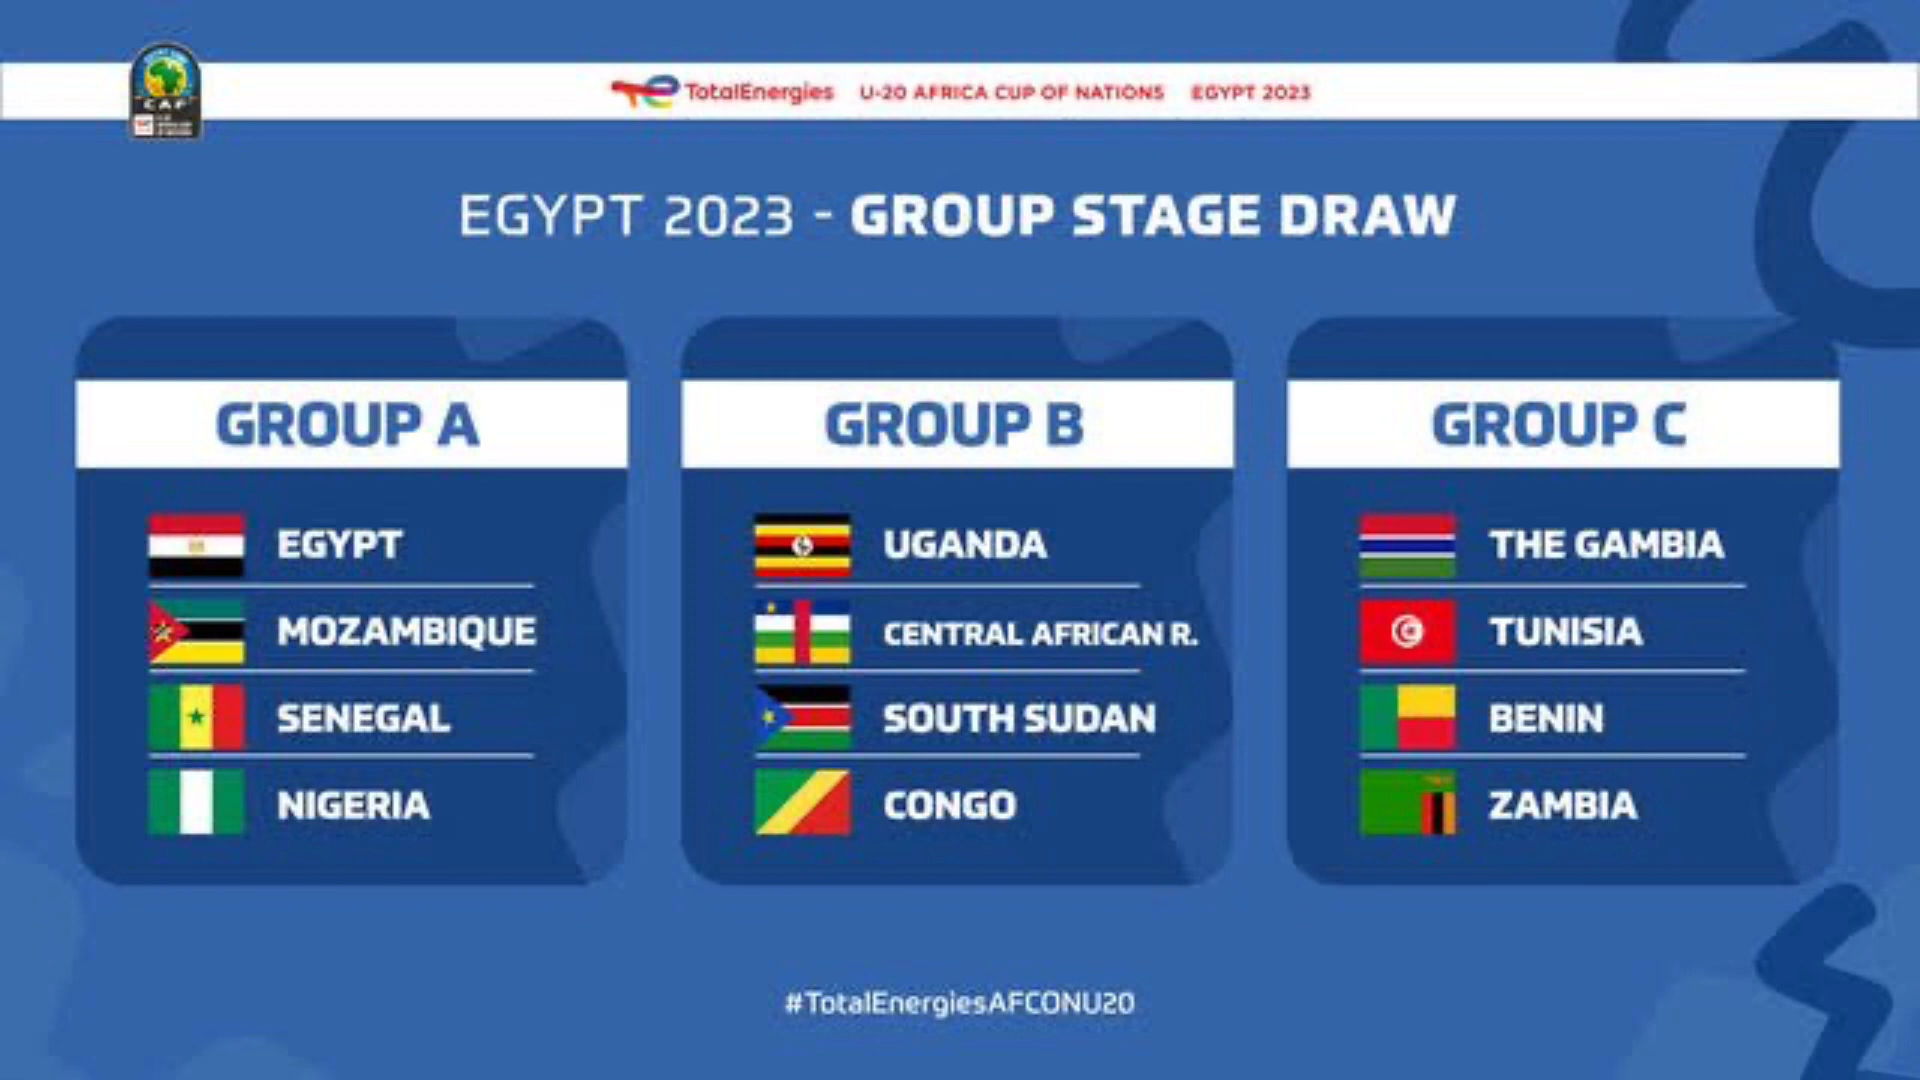 CAF
TotalEnergies U-20 AFRICA CUP OF NATIONS EGYPT 2023
EGYPT 2023 - GROUP STAGE DRAW
GROUP A
EGYPT
MOZAMBIQUE
SENEGAL
NIGERIA
GROUP B
UGANDA
CENTRAL AFRICAN R.
SOUTH SUDAN
CONGO
GROUP C
THE GAMBIA
TUNISIA
BENIN
ZAMBIA
#TotalEnergiesAFCONU20